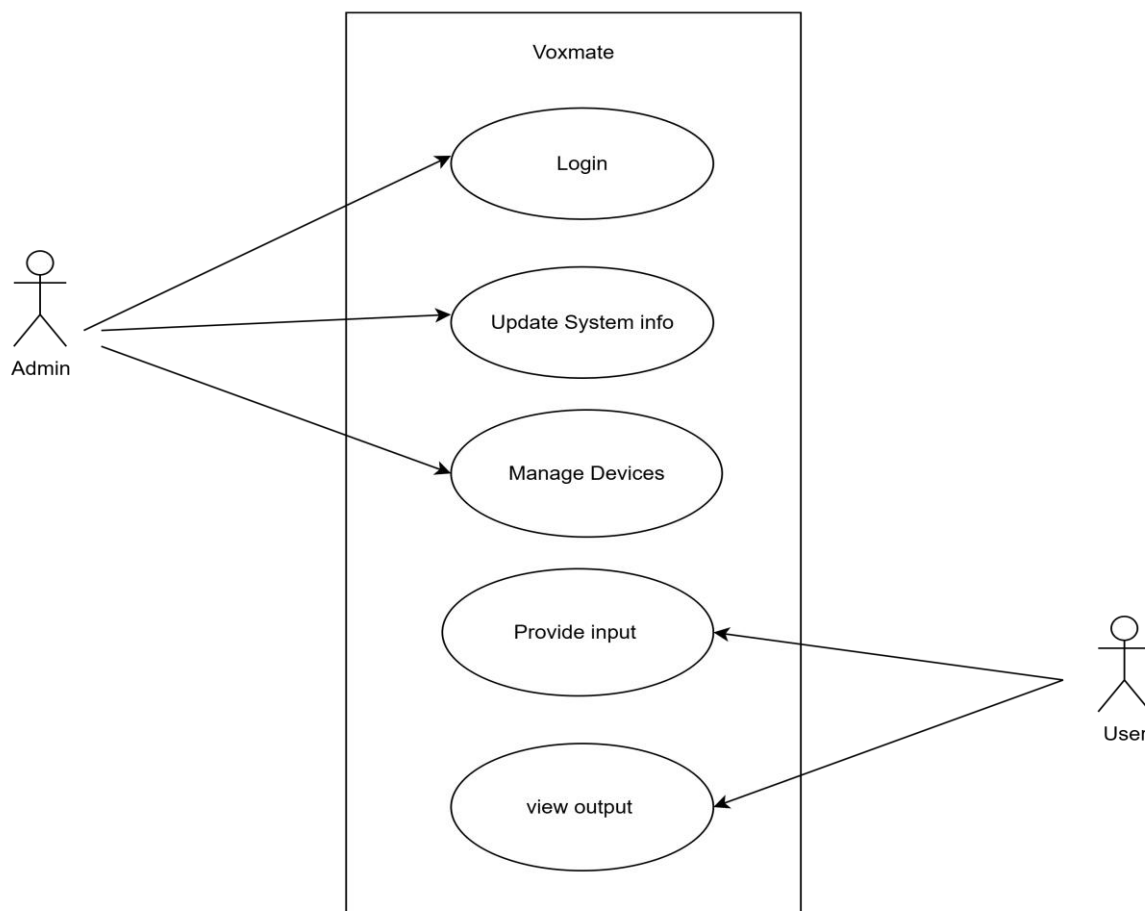 Voxmate
Login
Update System info
Admin
Manage Devices
Provide input
User
view output